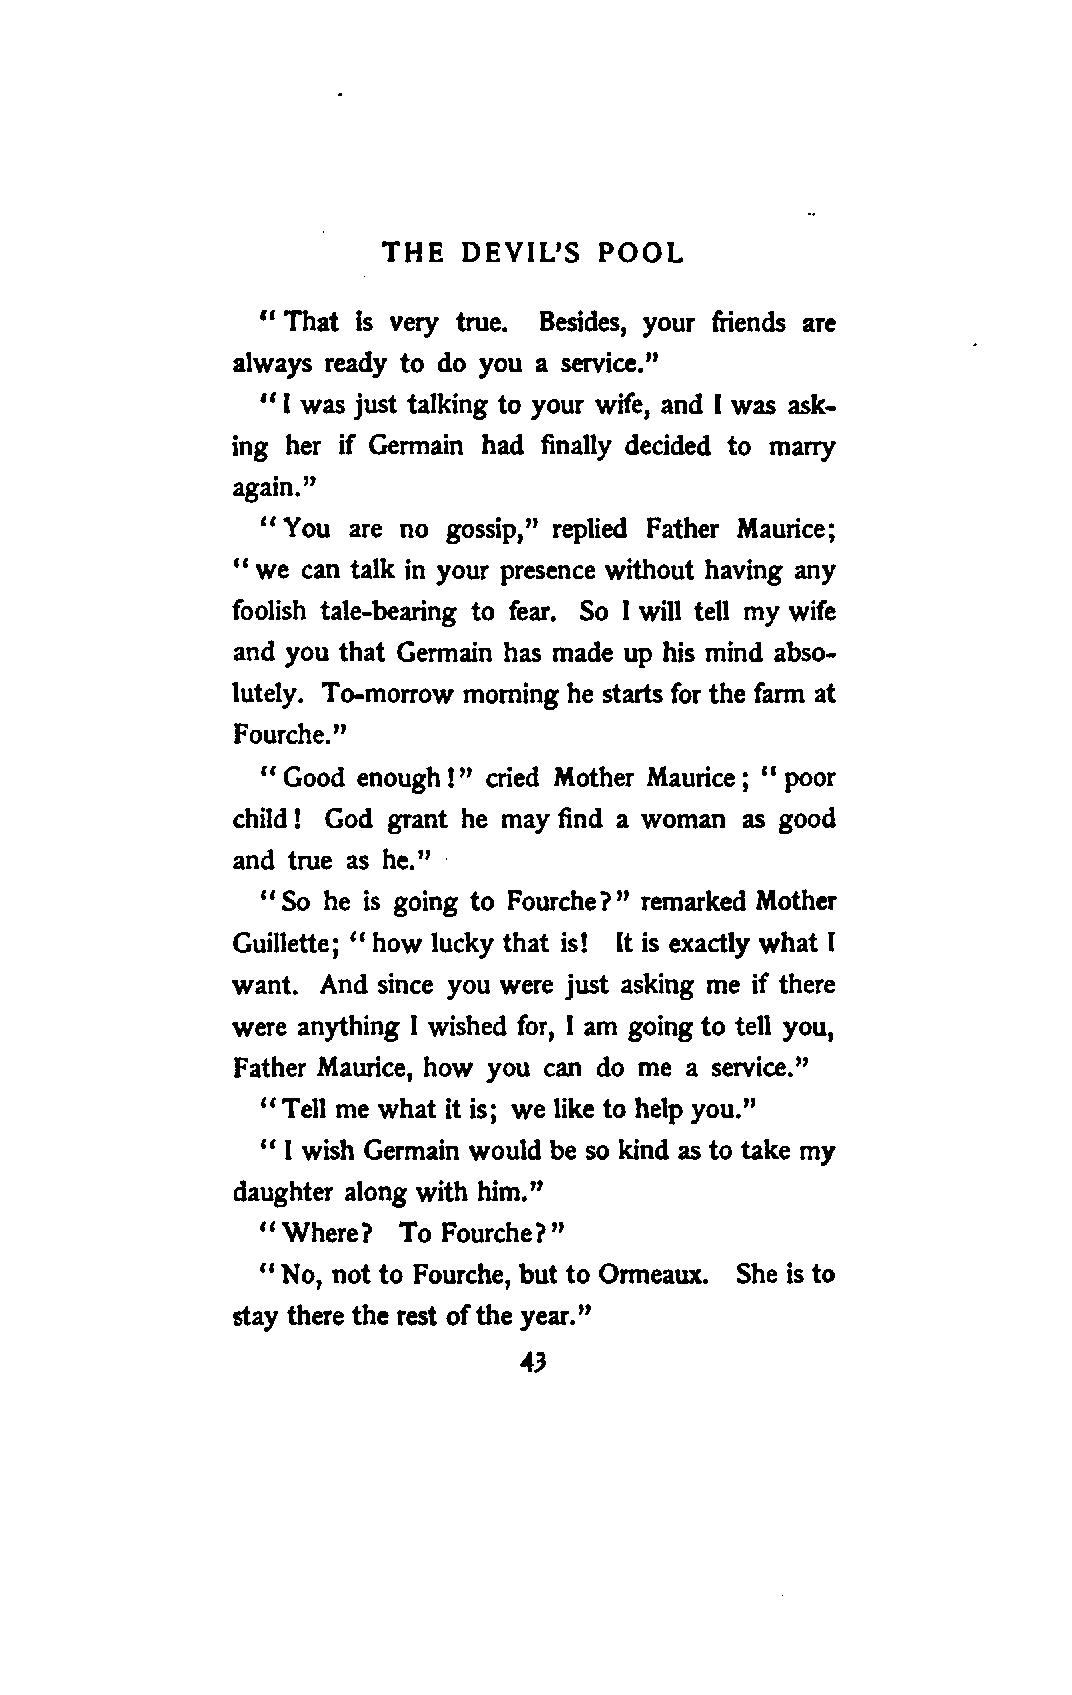 THE DEVIL'S POOL
" That is very true. Besides, your friends are
always ready to do you a service."
" I was just talking to your wife, and I was ask-
ing her if Germain had finally decided to marry
again."
" You are no gossip," replied Father Maurice;
" we can talk in your presence without having any
foolish tale-bearing to fear. So I will tell my wife
and you that Germain has made up his mind abso-
lutely. To-morrow morning he starts for the farm at
Fourche."
" Good enough!" cried Mother Maurice; " poor
child! God grant he may find a woman as good
and true as he."
" So he is going to Fourche?" remarked Mother
Guillette; " how lucky that is! It is exactly what I
want. And since you were just asking me if there
were anything I wished for, I am going to tell you,
Father Maurice, how you can do me a service."
" Tell me what it is; we like to help you."
" I wish Germain would be so kind as to take my
daughter along with him."
" Where? To Fourche?"
" No, not to Fourche, but to Ormeaux. She is to
stay there the rest of the year."
43